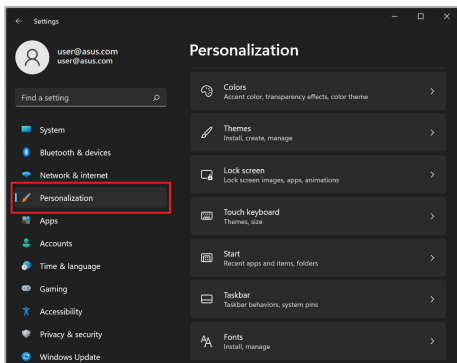 Settings
user@asus.com
user@asus.com
Find a setting
System
Bluetooth & devices
Network & internet
Personalization
Apps
Accounts
Time & language
Gaming
Accessibility
Privacy & security
Windows Update
Personalization
Colors
Accent color, transparency effects, color theme
Themes
Install, create, manage
Lock screen
Lock screen images, apps, animations
Touch keyboard
Themes, size
Start
Recent apps and items, folders
Taskbar
Taskbar behaviors, system pins
Fonts
Install, manage